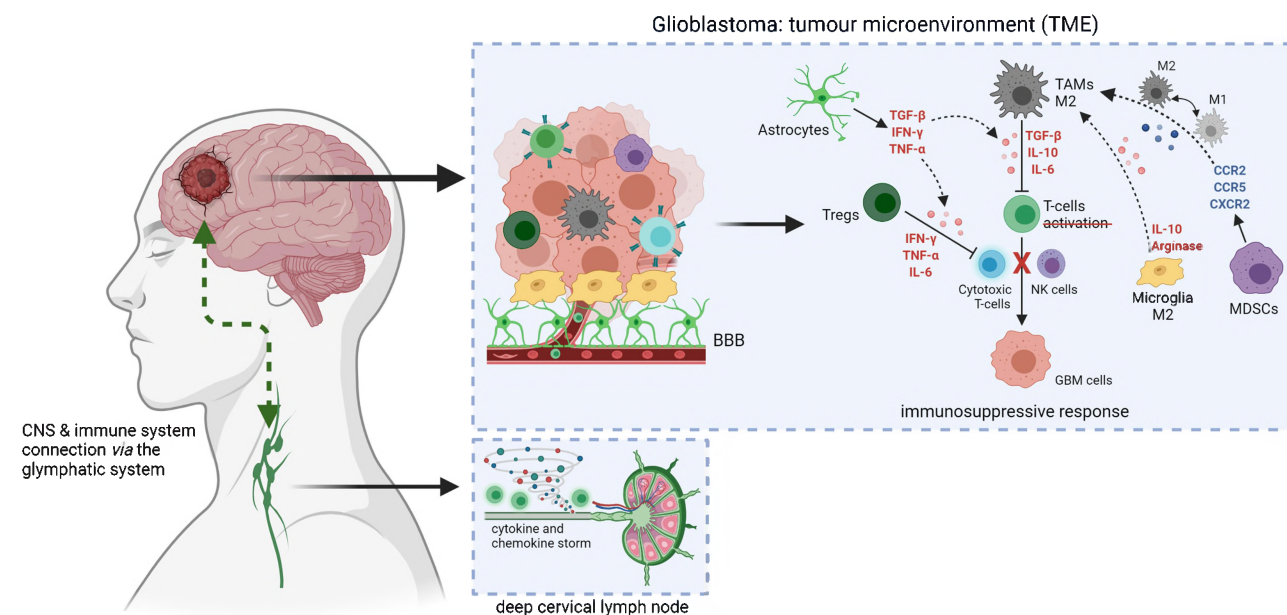 Glioblastoma: tumour microenvironment (TME)
Astrocytes
TGF-β
IFN-γ
TNF-α
TAMs
M2
M2
M1
TGF-β
IL-10
IL-6
CCR2
CCR5
CXCR2
Tregs
IFN-γ
TNF-α
IL-6
T-cells
activation
IL-10
Arginase
Cytotoxic
T-cells
X
NK cells
Microglia
M2
MDSCs
BBB
GBM cells
immunosuppressive response
CNS & immune system
connection via the
glymphatic system
cytokine and
chemokine storm
deep cervical lymph node